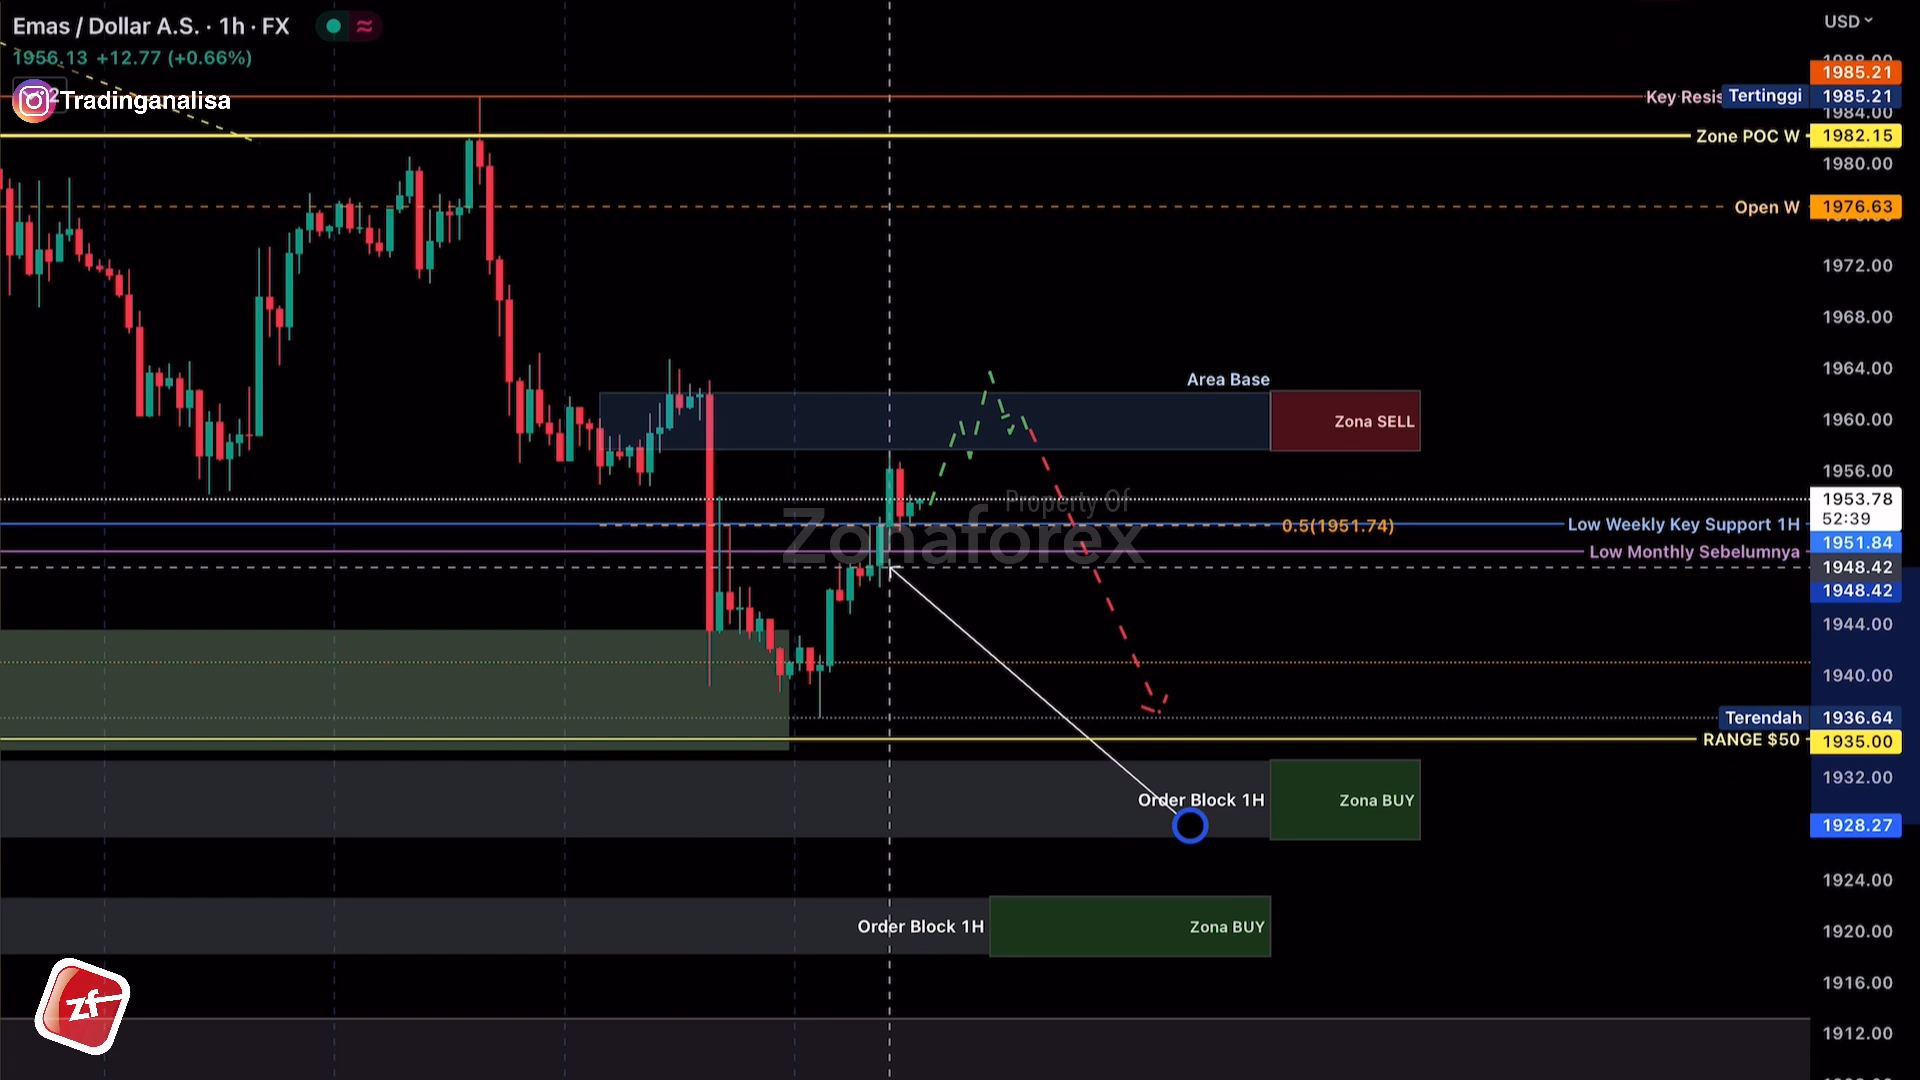 Emas / Dollar A.S. · 1h · FX
1956.13 +12.77 (+0.66%)
Tradinganalisa
USD
1988.00
1985.21
Key Resis Tertinggi 1985.21
1984.00
Zone POC W 1982.15
1980.00
Open W 1976.63
1972.00
1968.00
1964.00
Area Base
Zona SELL
1960.00
1956.00
Property Of
Zonaforex
1953.78
52:39
0.5(1951.74)
Low Weekly Key Support 1H
1951.84
Low Monthly Sebelumnya
1948.42
1948.42
1944.00
1940.00
Terendah 1936.64
RANGE $50 1935.00
1932.00
Order Block 1H Zona BUY
1928.27
1924.00
Order Block 1H Zona BUY
1920.00
1916.00
zf
1912.00